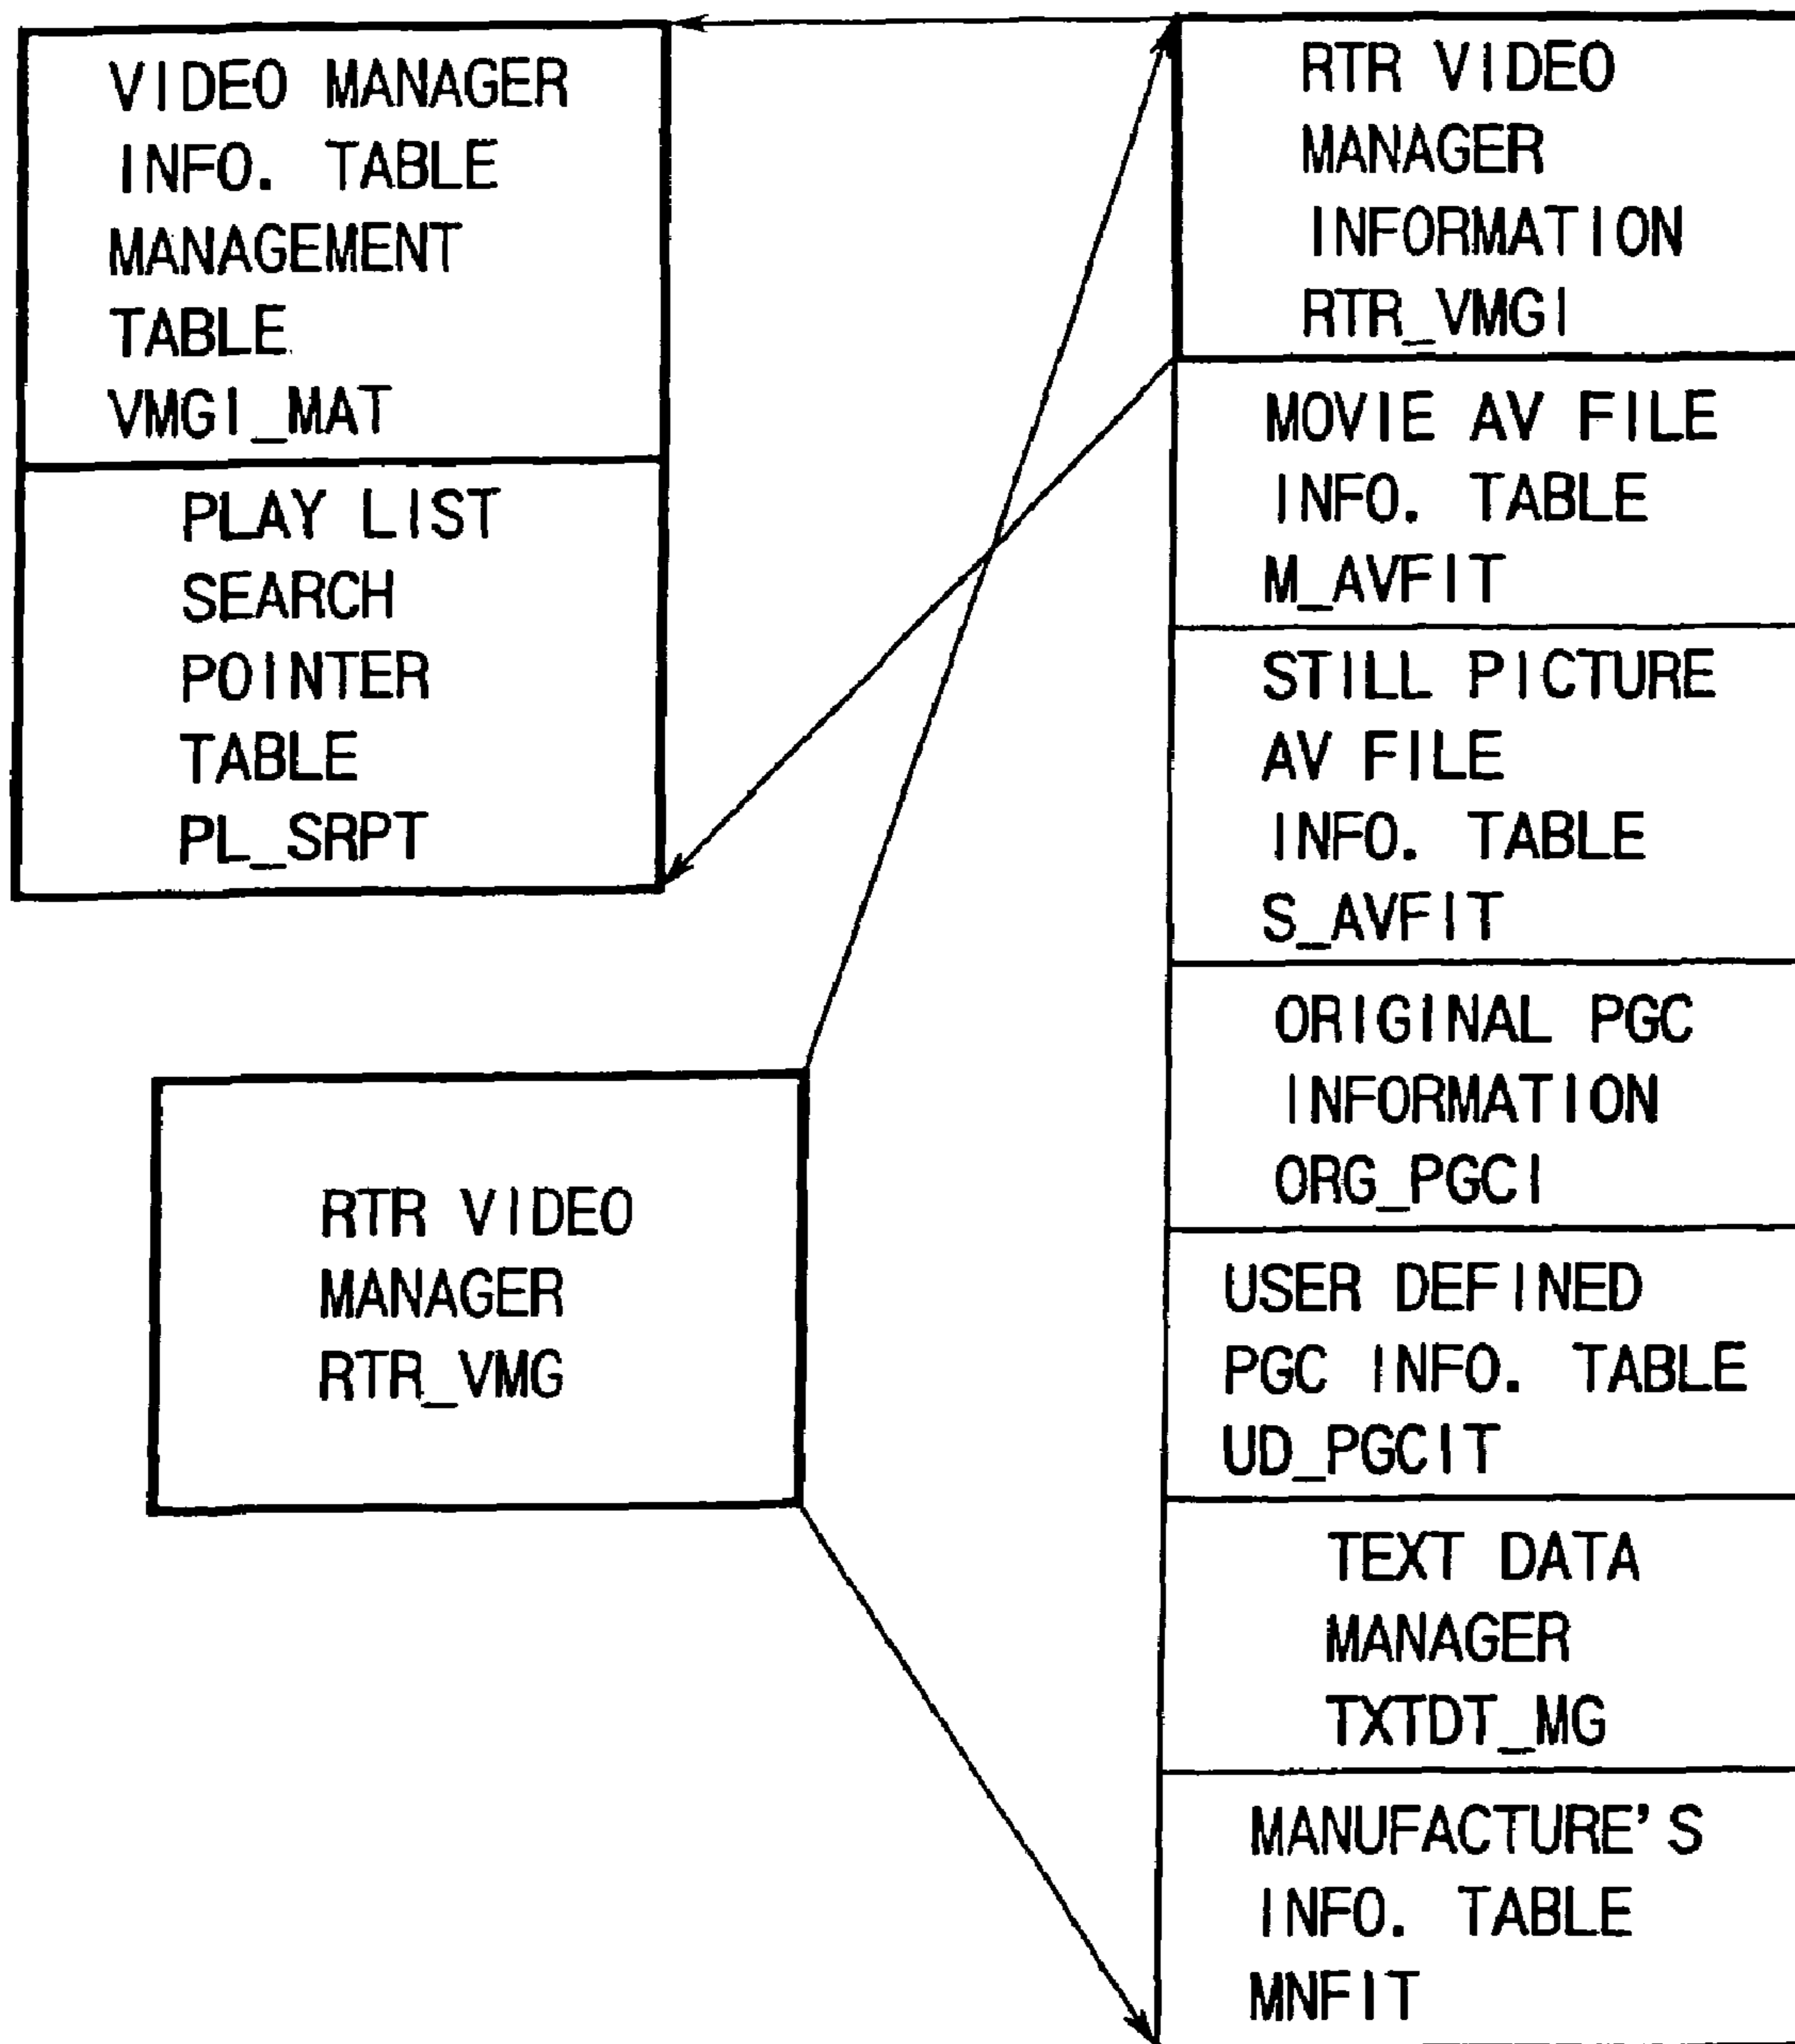 VIDEO MANAGER
INFO. TABLE
MANAGEMENT
TABLE
VMGI_MAT
PLAY LIST
SEARCH
POINTER
TABLE
PL_SRPT
RTR VIDEO
MANAGER
RTR_VMG
RTR VIDEO
MANAGER
INFORMATION
RTR_VMGI
MOVIE AV FILE
INFO. TABLE
M_AVFIT
STILL PICTURE
AV FILE
INFO. TABLE
S_AVFIT
ORIGINAL PGC
INFORMATION
ORG_PGCI
USER DEFINED
PGC INFO. TABLE
UD_PGCIT
TEXT DATA
MANAGER
TXTDT_MG
MANUFACTURE'S
INFO. TABLE
MNFIT